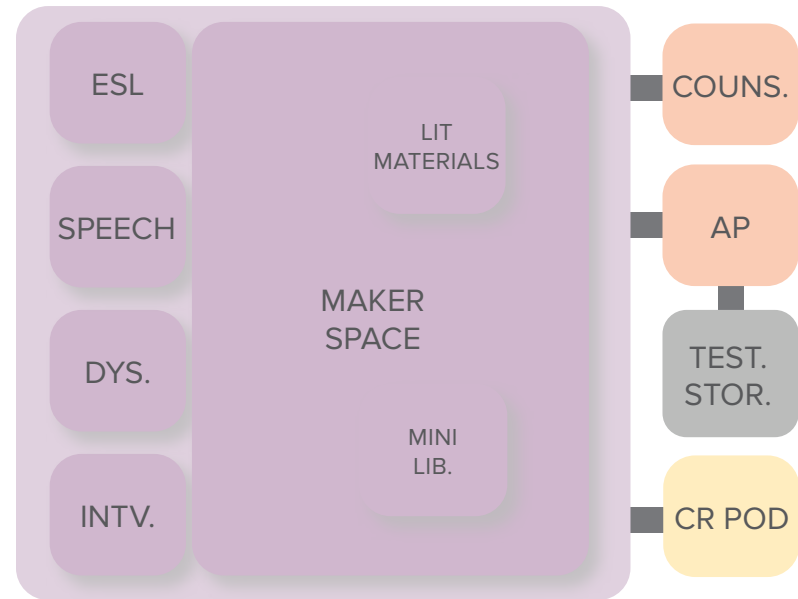 ESL
SPEECH
DYS.
INTV.
LIT
MATERIALS
MAKER
SPACE
MINI
LIB.
COUNS.
AP
TEST.
STOR.
CR POD